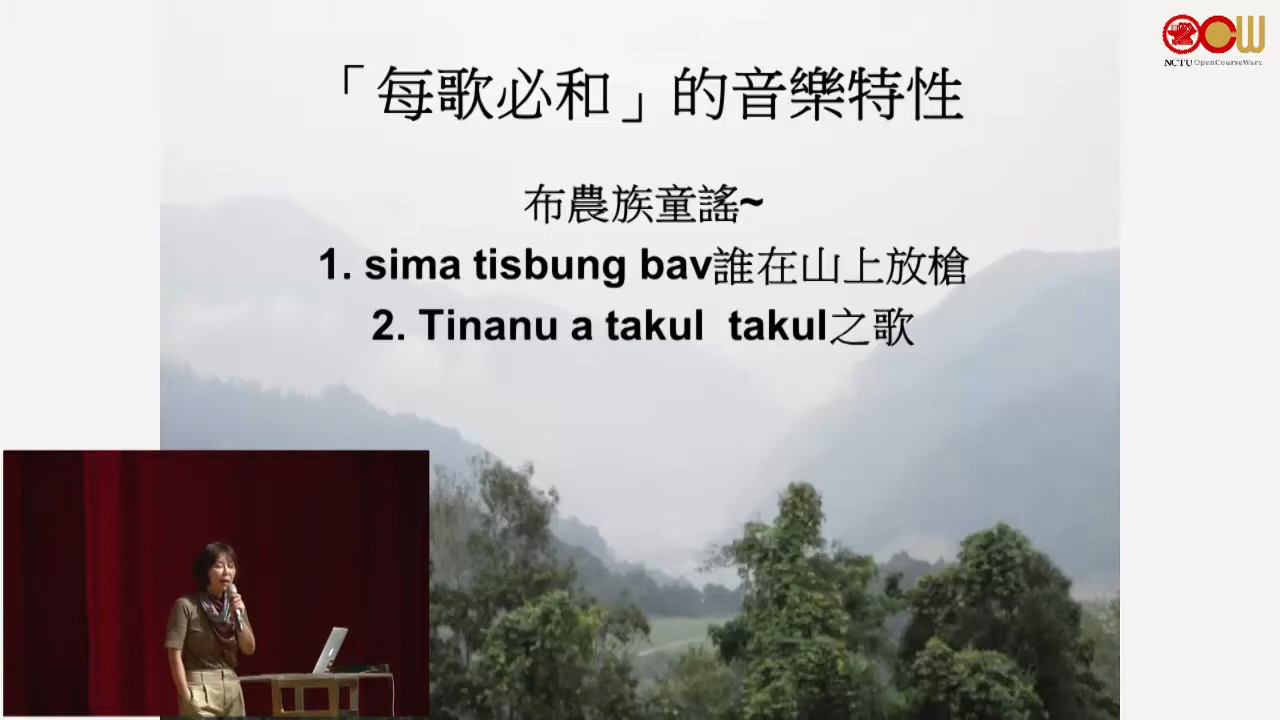 「每歌必和」的音樂特性
布農族童謠~
1. sima tisbung bav誰在山上放槍
2. Tinanu a takul  takul之歌
OCW
NCTU OpenCourseWare